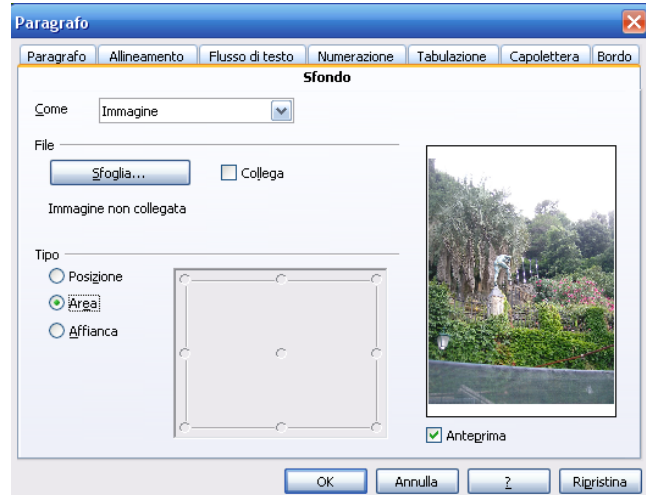 Paragrafo
Paragrafo Allineamento Flusso di testo Numerazione Tabulazione Capolettera Bordo
Sfondo
Come Immagine
File
Sfoglia... Collega
Immagine non collegata
Tipo
Posizione
Area
Affianca
Anteprima
OK Annulla ? Ripristina